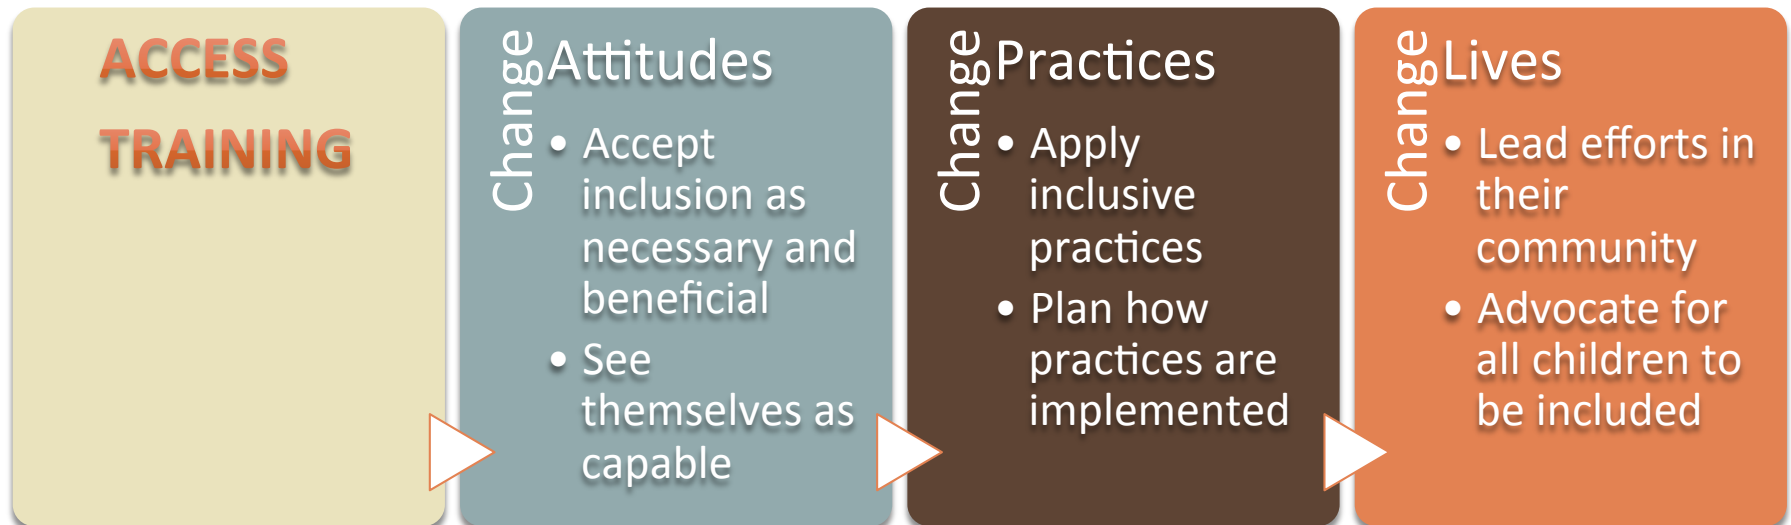 ACCESS
TRAINING
Change
Attitudes
• Accept
inclusion as
necessary and
beneficial
• See
themselves as
capable
Change
Practices
• Apply
inclusive
practices
• Plan how
practices are
implemented
Change
Lives
• Lead efforts in
their
community
• Advocate for
all children to
be included